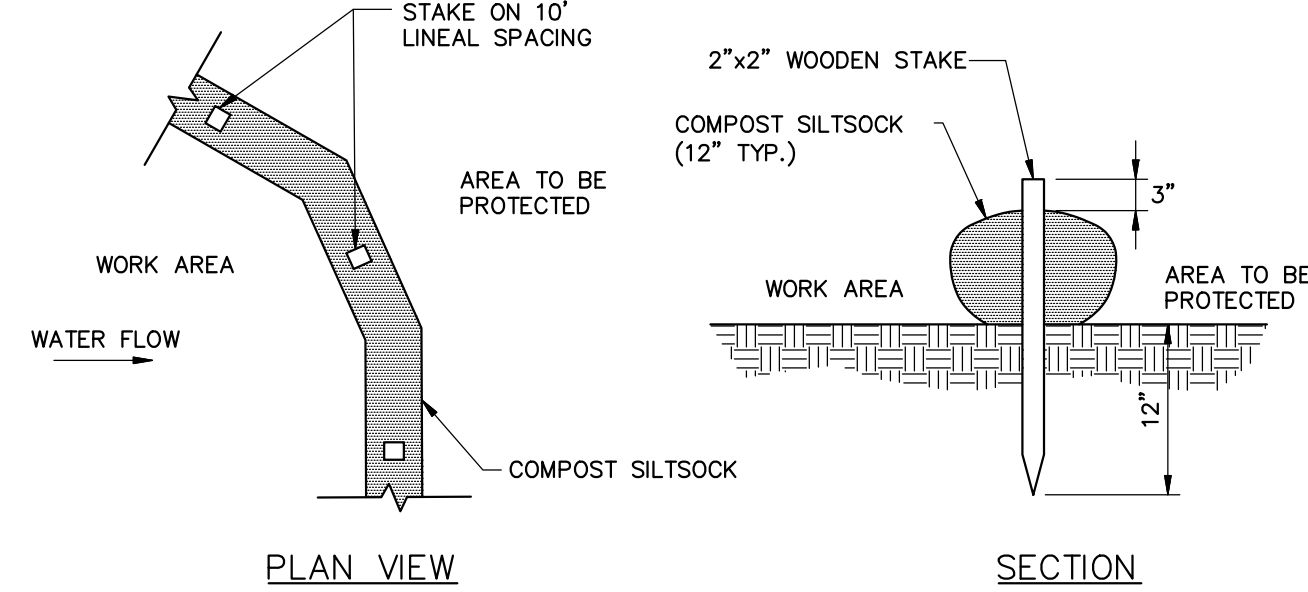 STAKE ON 10'
LINEAL SPACING
AREA TO BE
PROTECTED
WORK AREA
WATER FLOW
COMPOST SILTSOCK
PLAN VIEW
2"x2" WOODEN STAKE
COMPOST SILTSOCK
(12" TYP.)
3"
WORK AREA
AREA TO BE
PROTECTED
12"
SECTION